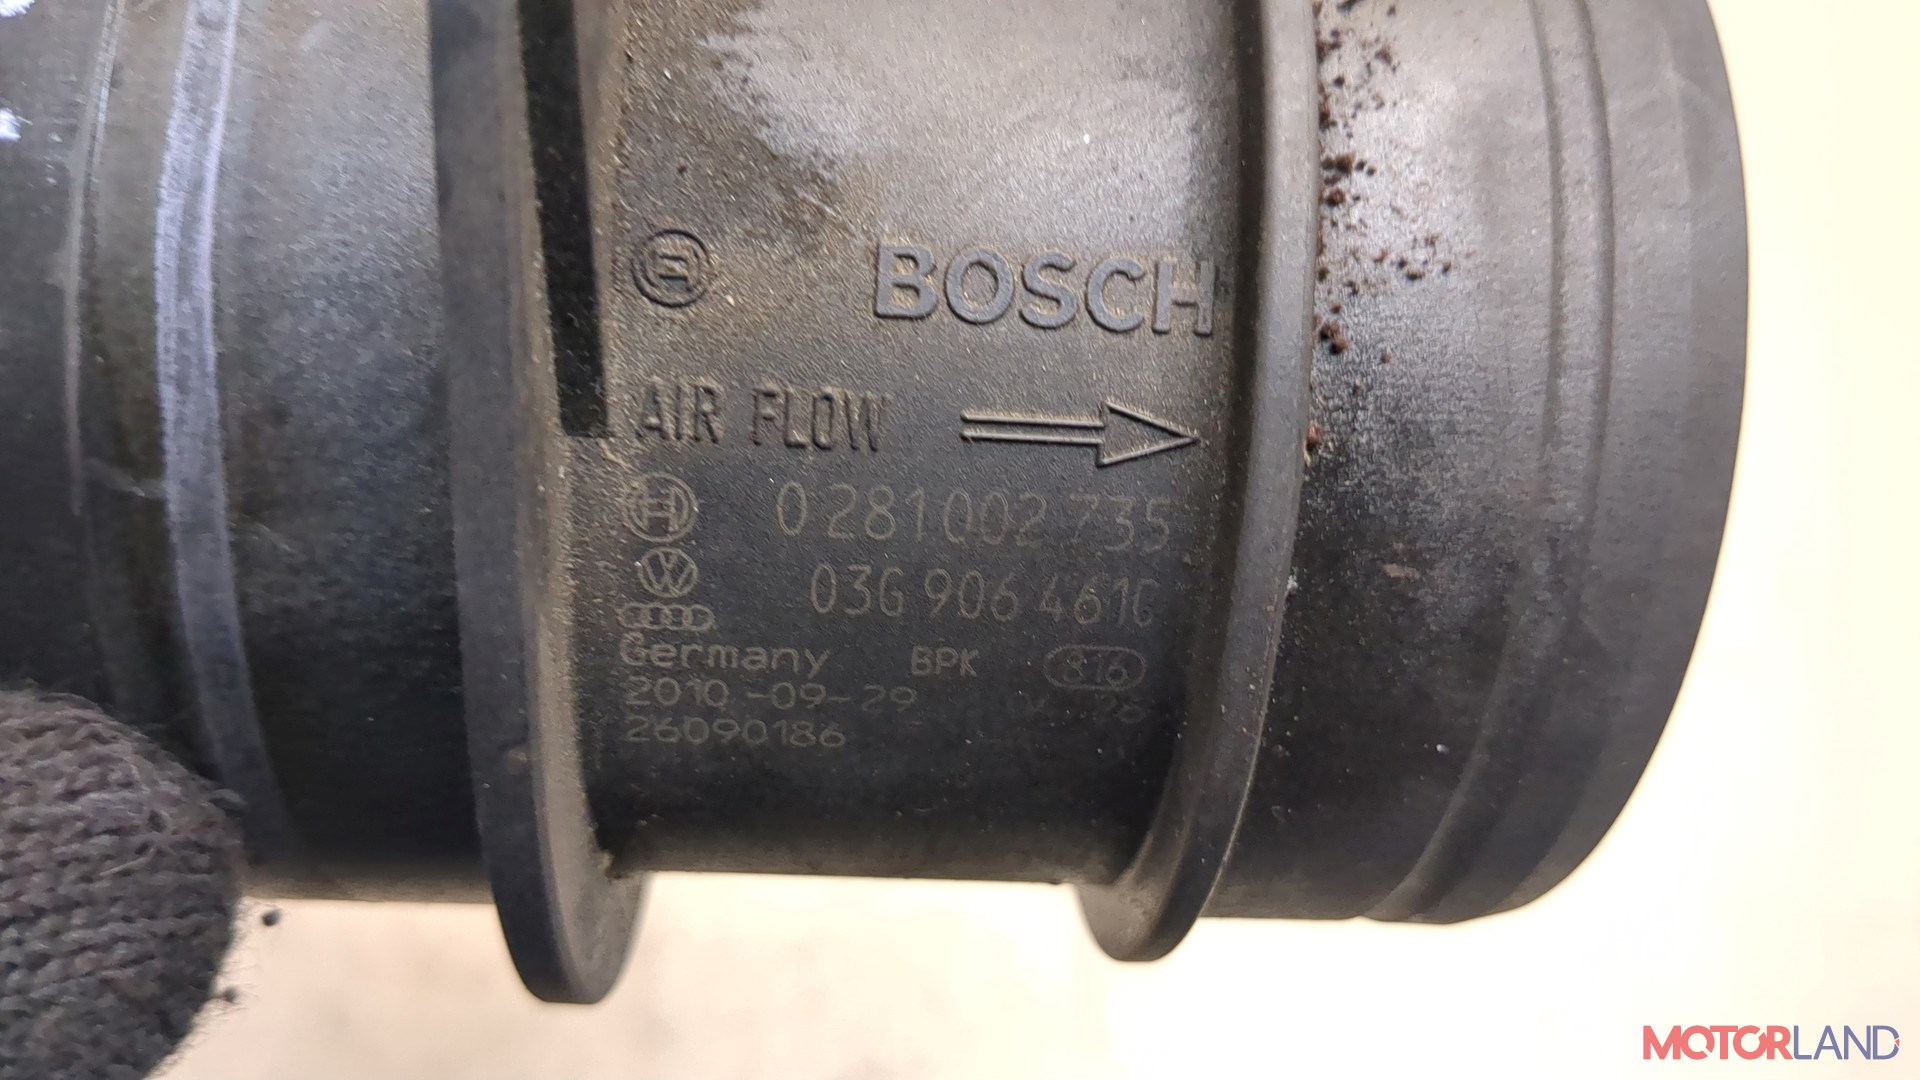 BOSCH
AIR FLOW
0 281 002 735
03G 906 461C
Germany BPK 816
2010-09-29
26090186
MOTORLAND